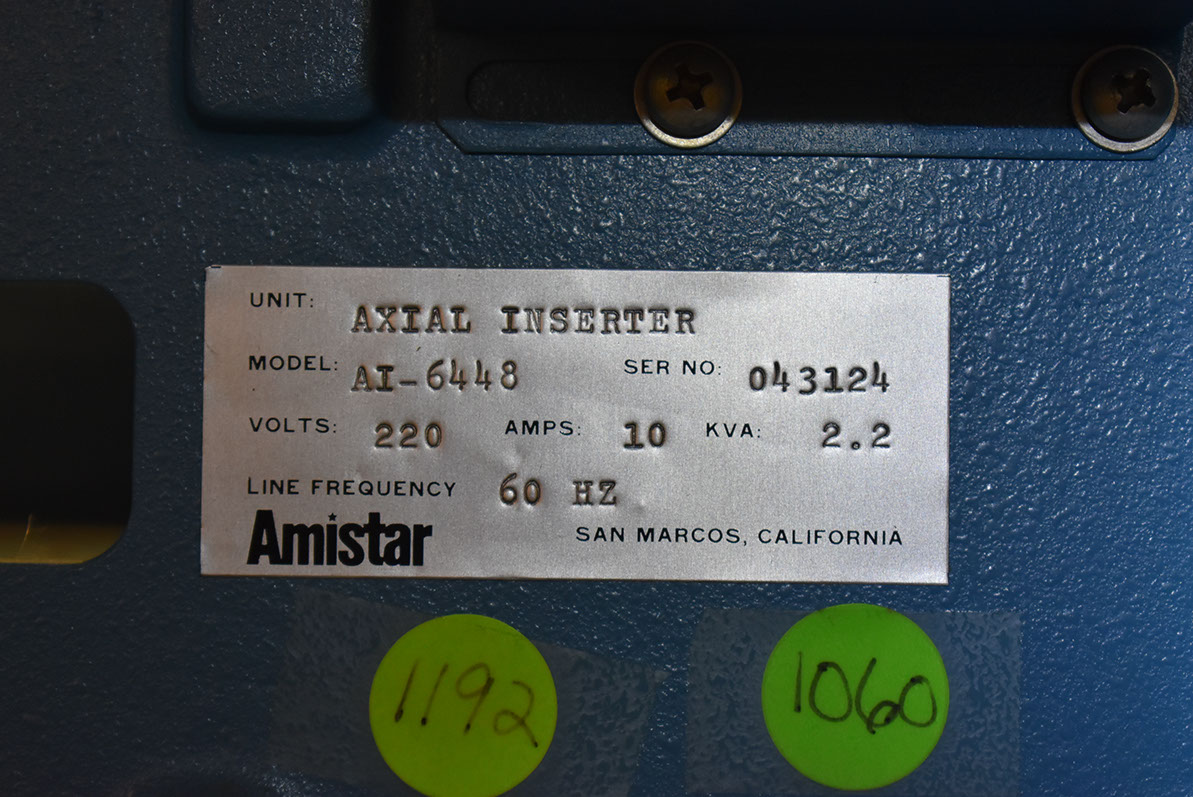 UNIT: AXIAL INSERTER
MODEL: AI-6448 SER NO: 043124
VOLTS: 220 AMPS: 10 KVA: 2.2
LINE FREQUENCY 60 HZ
Amistar SAN MARCOS, CALIFORNIA
1192 1060